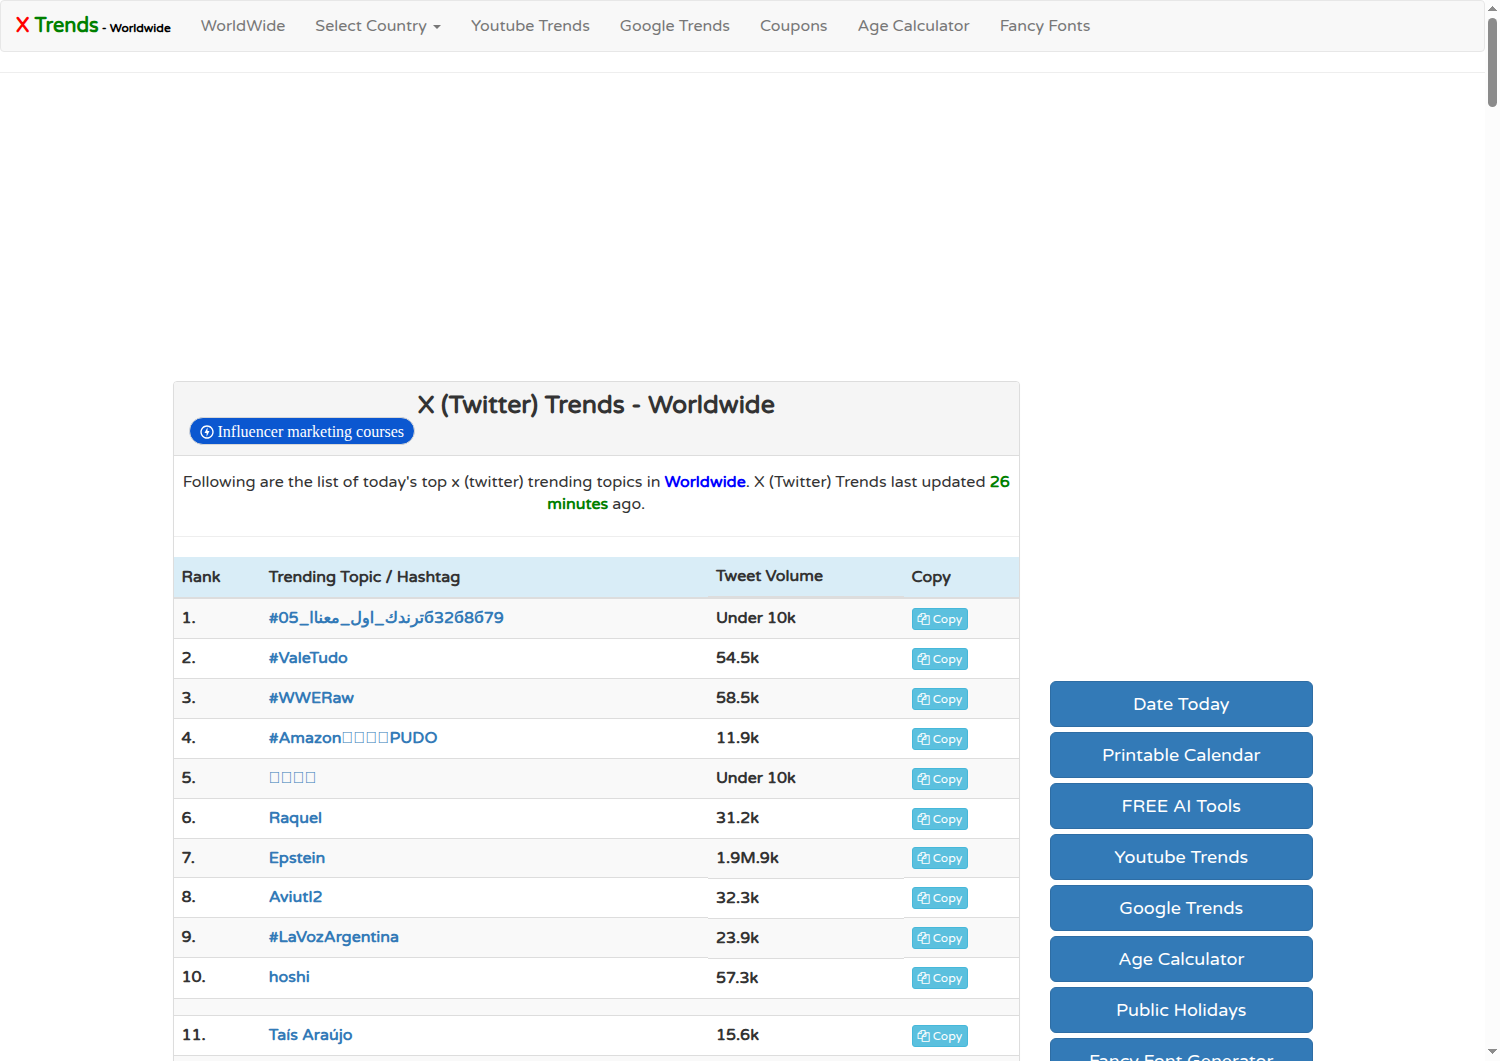 X Trends - Worldwide WorldWide Select Country Youtube Trends Google Trends Coupons Age Calculator Fancy Fonts
X (Twitter) Trends - Worldwide
Influencer marketing courses
Following are the list of today's top x (twitter) trending topics in Worldwide. X (Twitter) Trends last updated 26
minutes ago.
Rank Trending Topic / Hashtag Tweet Volume Copy
1. #ترندك_اول_معنا_05632б8679 Under 10k Copy
2. #ValeTudo 54.5k Copy
3. #WWERaw 58.5k Copy
4. #Amazon PUDO 11.9k Copy
5. Under 10k Copy
6. Raquel 31.2k Copy
7. Epstein 1.9M.9k Copy
8. Aviutl2 32.3k Copy
9. #LaVozArgentina 23.9k Copy
10. hoshi 57.3k Copy
11. Taís Araújo 15.6k Copy
Date Today
Printable Calendar
FREE AI Tools
Youtube Trends
Google Trends
Age Calculator
Public Holidays
Fancy Font Generator